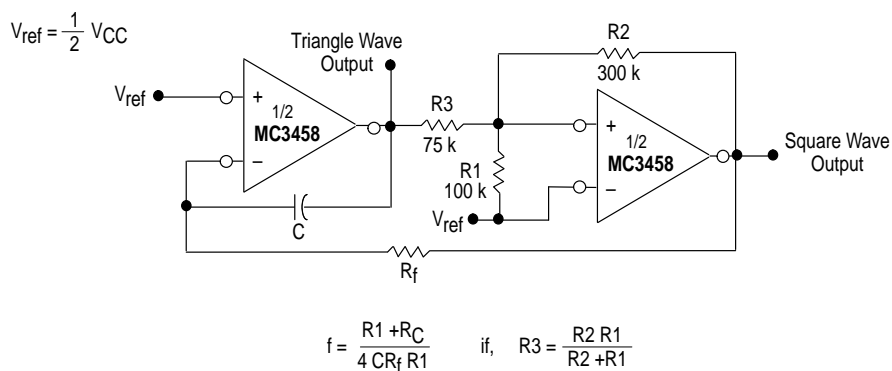 V_ref = 1/2 V_CC
Triangle Wave
Output
R2
300 k
V_ref
+
1/2
MC3458
−
R3
75 k
+
1/2
MC3458
−
Square Wave
Output
R1
100 k
V_ref
C
R_f
f = (R1 +R_C)/(4 CR_f R1) if, R3 = (R2 R1)/(R2 +R1)